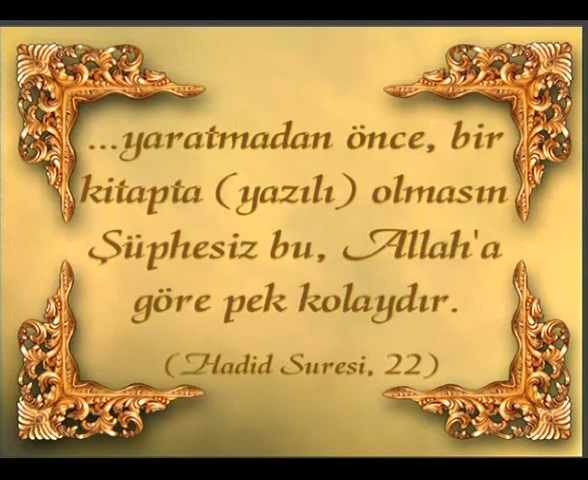 ...yaratmadan önce, bir
kitapta (yazılı) olmasın
Şüphesiz bu, Allah'a
göre pek kolaydır.
(Hadid Suresi, 22)